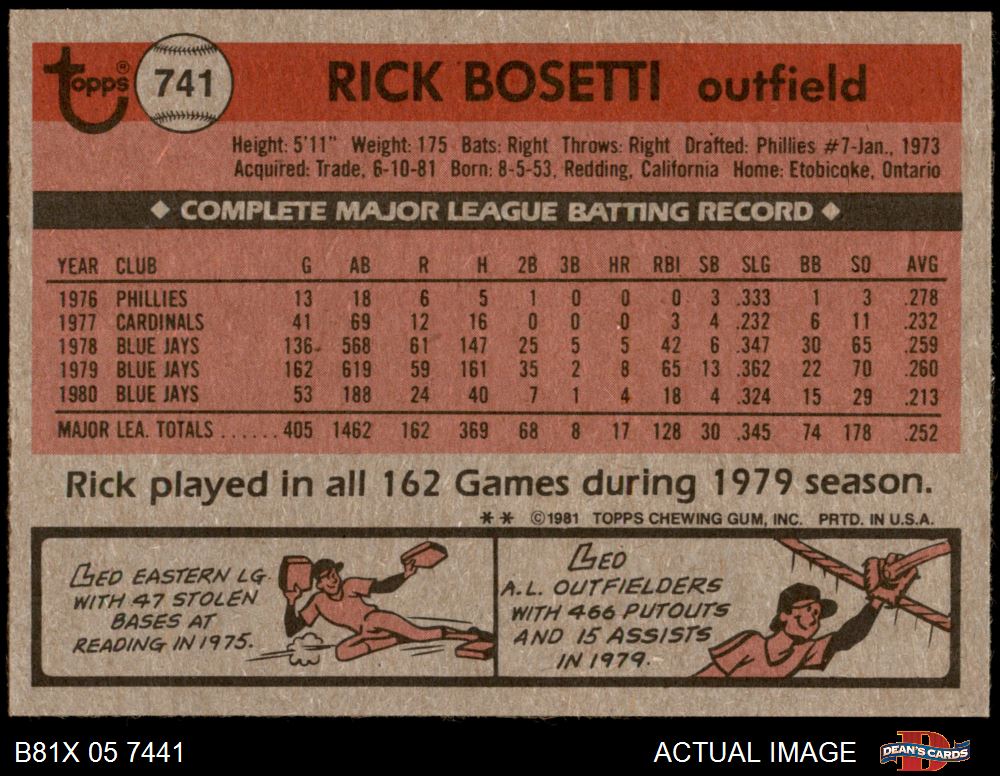 topps® 741 RICK BOSETTI outfield
Height: 5'11" Weight: 175 Bats: Right Throws: Right Drafted: Phillies #7-Jan., 1973
Acquired: Trade, 6-10-81 Born: 8-5-53, Redding, California Home: Etobicoke, Ontario
◆ COMPLETE MAJOR LEAGUE BATTING RECORD ◆
YEAR CLUB G AB R H 2B 3B HR RBI SB SLG BB SO AVG
1976 PHILLIES 13 18 6 5 1 0 0 0 3 .333 1 3 .278
1977 CARDINALS 41 69 12 16 0 0 0 3 4 .232 6 11 .232
1978 BLUE JAYS 136 568 61 147 25 5 5 42 6 .347 30 65 .259
1979 BLUE JAYS 162 619 59 161 35 2 8 65 13 .362 22 70 .260
1980 BLUE JAYS 53 188 24 40 7 1 4 18 4 .324 15 29 .213
MAJOR LEA. TOTALS ...... 405 1462 162 369 68 8 17 128 30 .345 74 178 .252
Rick played in all 162 Games during 1979 season.
** ©1981 TOPPS CHEWING GUM, INC. PRTD. IN U.S.A.
LED EASTERN LG.
WITH 47 STOLEN
BASES AT
READING IN 1975.
LED
A.L. OUTFIELDERS
WITH 466 PUTOUTS
AND 15 ASSISTS
IN 1979.
B81X 05 7441 ACTUAL IMAGE DEAN'S CARDS